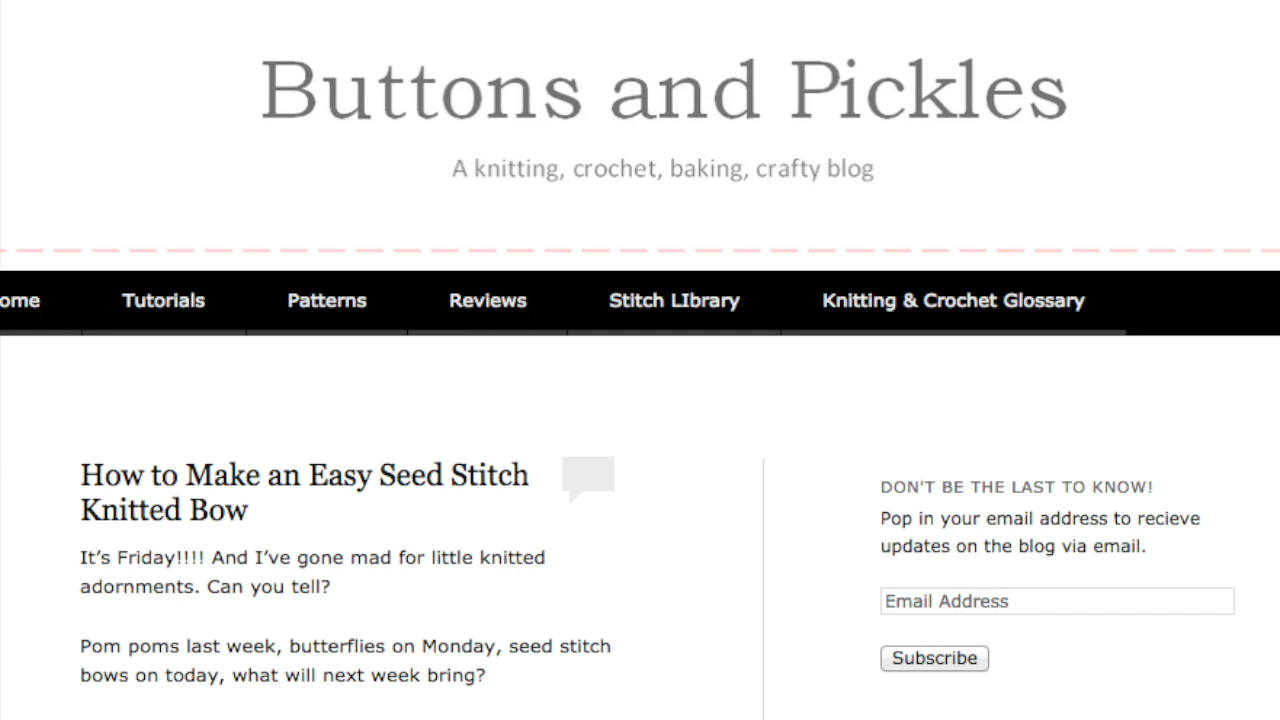 Buttons and Pickles
A knitting, crochet, baking, crafty blog
ome
Tutorials
Patterns
Reviews
Stitch LIbrary
Knitting & Crochet Glossary
How to Make an Easy Seed Stitch
Knitted Bow
It’s Friday!!!! And I’ve gone mad for little knitted
adornments. Can you tell?
Pom poms last week, butterflies on Monday, seed stitch
bows on today, what will next week bring?
DON'T BE THE LAST TO KNOW!
Pop in your email address to recieve
updates on the blog via email.
Email Address
Subscribe